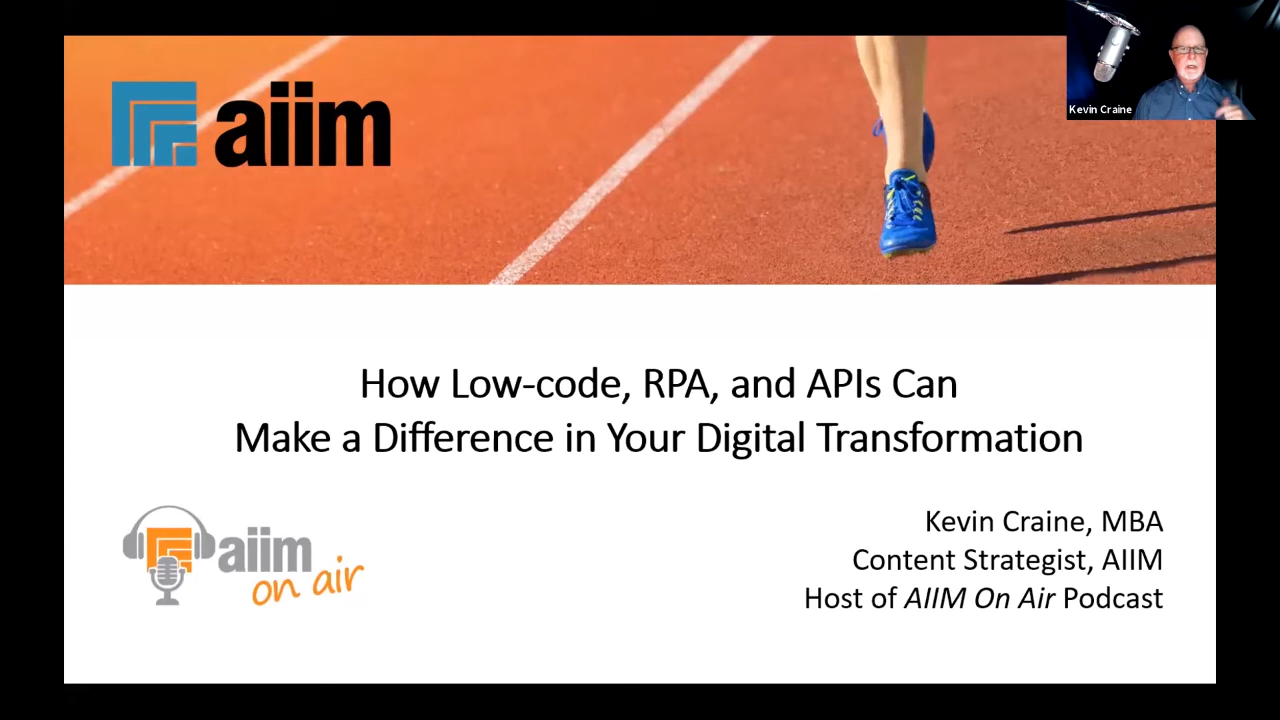 Kevin Craine
aiim
How Low-code, RPA, and APIs Can
Make a Difference in Your Digital Transformation
aiim
on air
Kevin Craine, MBA
Content Strategist, AIIM
Host of AIIM On Air Podcast